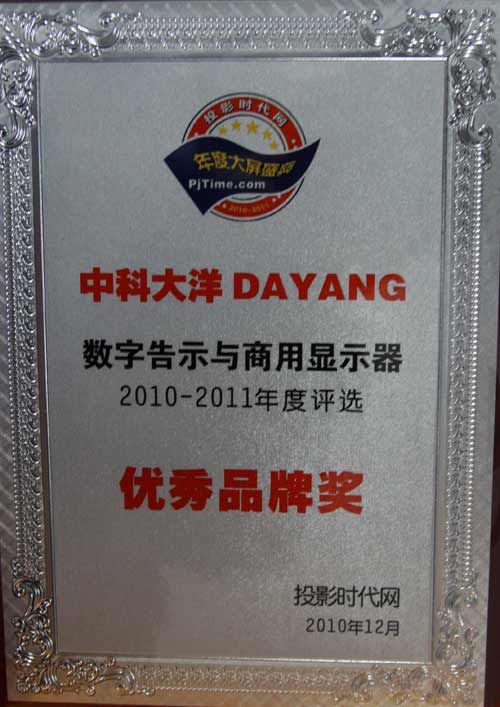 投影时代网
年度大屏盛典
PjTime.com
2010-2011
中科大洋 DAYANG
数字告示与商用显示器
2010-2011年度评选
优秀品牌奖
投影时代网
2010年12月